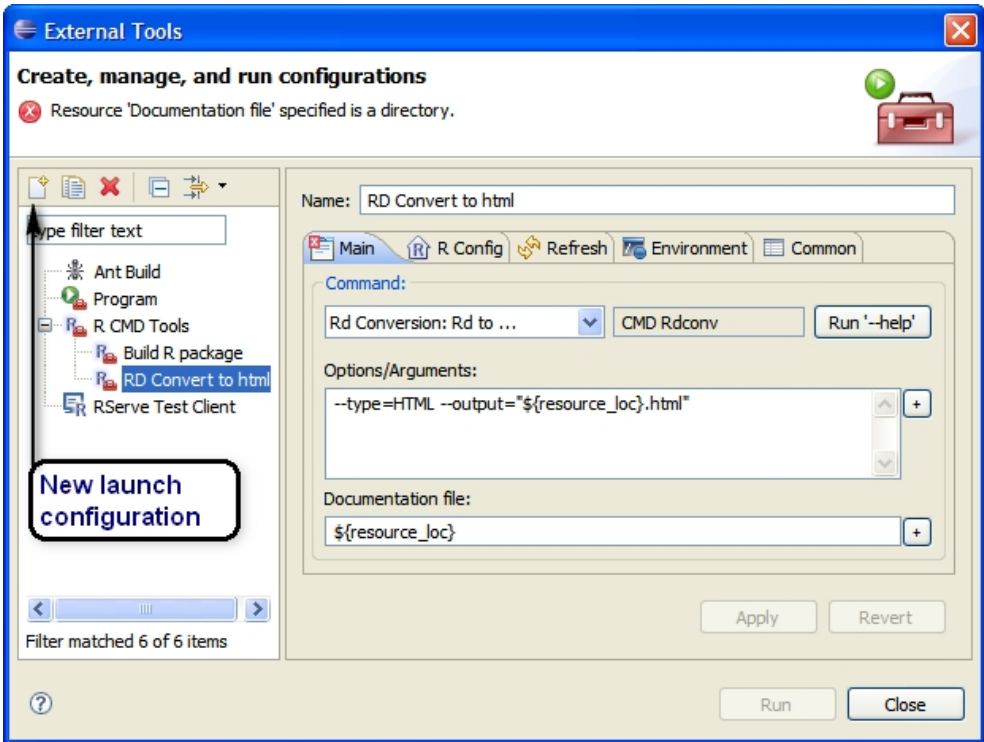 External Tools
Create, manage, and run configurations
Resource 'Documentation file' specified is a directory.
ype filter text
Ant Build
Program
R CMD Tools
Build R package
RD Convert to html
RServe Test Client
New launch
configuration
Filter matched 6 of 6 items
Name: RD Convert to html
Main R Config Refresh Environment Common
Command:
Rd Conversion: Rd to ... CMD Rdconv Run '--help'
Options/Arguments:
--type=HTML --output="${resource_loc}.html" +
Documentation file:
${resource_loc} +
Apply Revert
Run Close